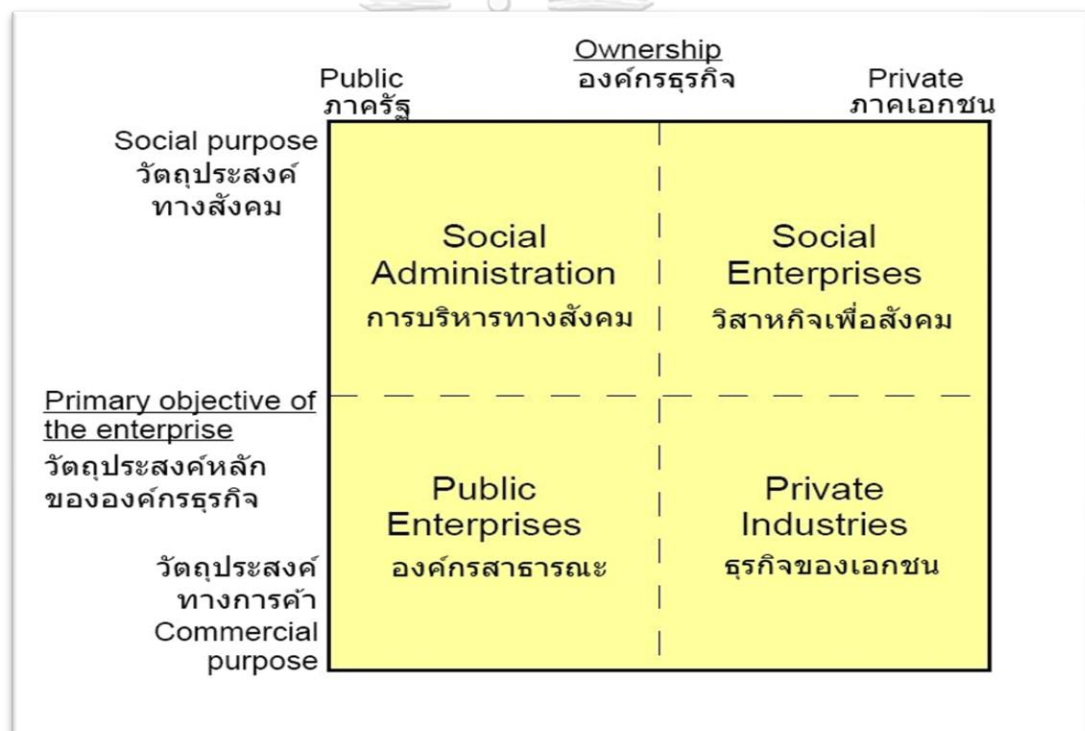 Ownership
องค์กรธุรกิจ
Public
ภาครัฐ
Private
ภาคเอกชน
Social purpose
วัตถุประสงค์
ทางสังคม
Social
Administration
การบริหารทางสังคม
Social
Enterprises
วิสาหกิจเพื่อสังคม
Primary objective of
the enterprise
วัตถุประสงค์หลัก
ขององค์กรธุรกิจ
Public
Enterprises
องค์กรสาธารณะ
Private
Industries
ธุรกิจของเอกชน
วัตถุประสงค์
ทางการค้า
Commercial
purpose